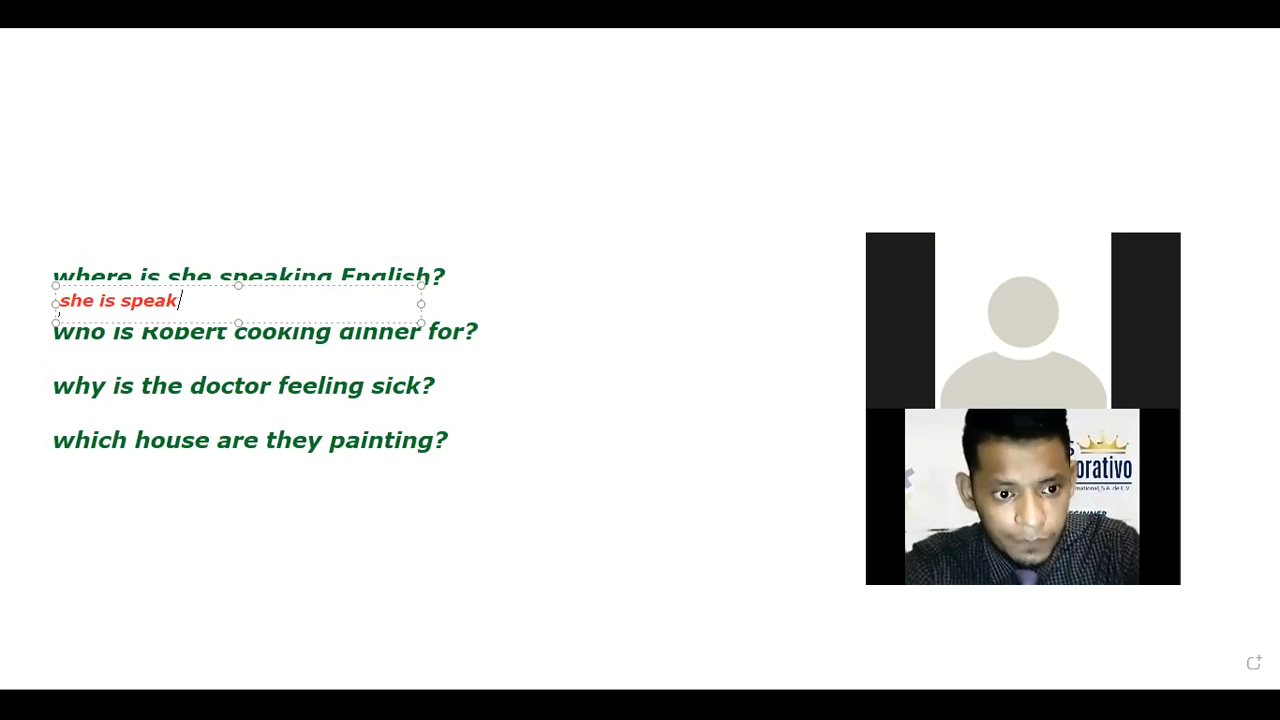 where is she speaking English?
she is speak
who is Robert cooking dinner for?
why is the doctor feeling sick?
which house are they painting?
orativo